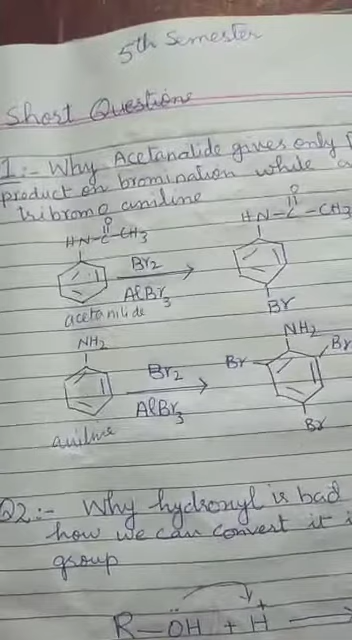 5th Semester
Short Questions
1:- Why Acetanalide gives only
product on bromination while
tribromo aniline
HN-C-CH3
O
Br2
AlBr3
acetanilide
HN-C-CH3
O
Br
NH2
Br2
AlBr3
aniline
NH2
Br
Br
Br
Q2:- Why hydroxyl is bad
how we can convert it
group
R-OH + H+